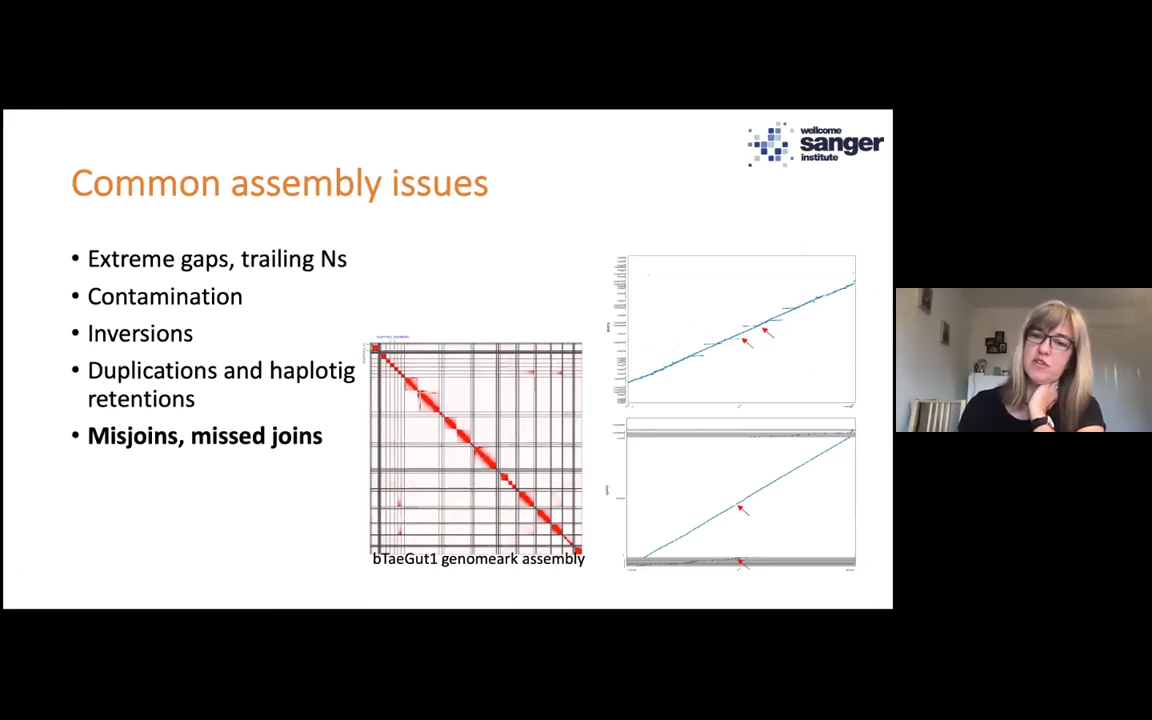 wellcome
sanger
institute
Common assembly issues
• Extreme gaps, trailing Ns
• Contamination
• Inversions
• Duplications and haplotig
retentions
• Misjoins, missed joins
bTaeGut1 genomeark assembly